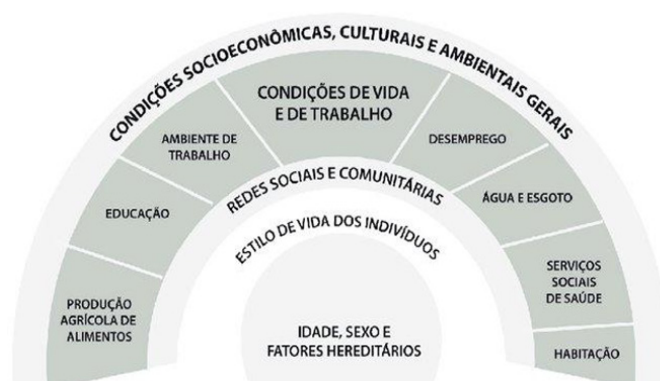 CONDIÇÕES SOCIOECONÔMICAS, CULTURAIS E AMBIENTAIS GERAIS
CONDIÇÕES DE VIDA
E DE TRABALHO
AMBIENTE DE
TRABALHO
DESEMPREGO
REDES SOCIAIS E COMUNITÁRIAS
EDUCAÇÃO
ÁGUA E ESGOTO
ESTILO DE VIDA DOS INDIVÍDUOS
SERVIÇOS
SOCIAIS
DE SAÚDE
PRODUÇÃO
AGRÍCOLA DE
ALIMENTOS
IDADE, SEXO E
FATORES HEREDITÁRIOS
HABITAÇÃO